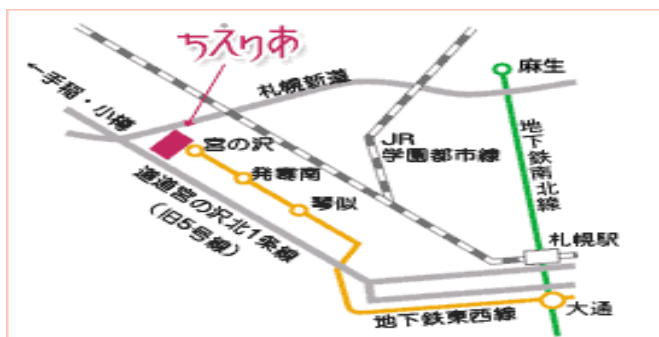 ちえりあ
←手稲・小樽
札幌新道
麻生
宮の沢
JR
学園都市線
地下鉄南北線
発寒南
琴似
道道宮の沢北1条線
(旧5号線)
札幌駅
大通
地下鉄東西線